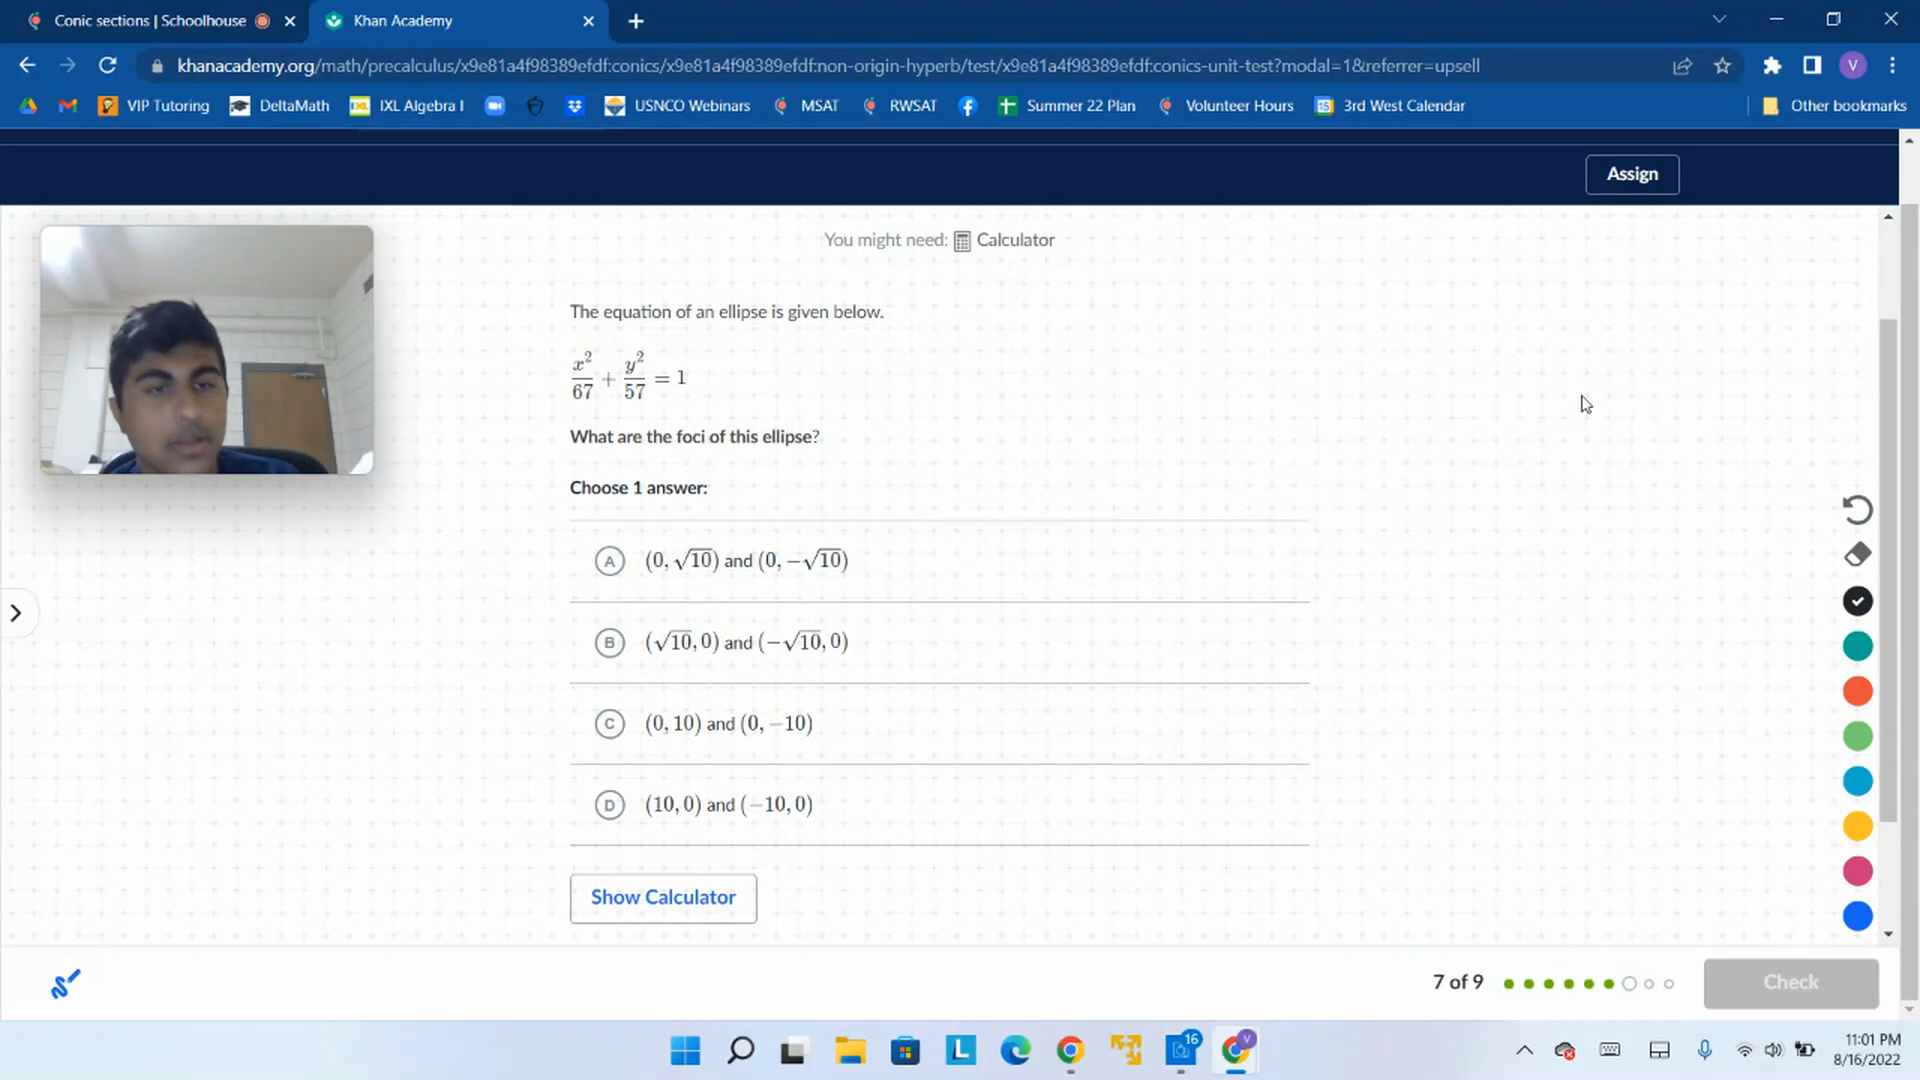 Conic sections | Schoolhouse
Khan Academy
khanacademy.org/math/precalculus/x9e81a4f98389efdf:conics/x9e81a4f98389efdf:non-origin-hyperb/test/x9e81a4f98389efdf:conics-unit-test?modal=1&referrer=upsell
V
VIP Tutoring
DeltaMath
IXL Algebra I
USNCO Webinars
MSAT
RWSAT
Summer 22 Plan
Volunteer Hours
3rd West Calendar
Other bookmarks
Assign
You might need: Calculator
The equation of an ellipse is given below.
x²/67 + y²/57 = 1
What are the foci of this ellipse?
Choose 1 answer:
A (0, √10) and (0, −√10)
B (√10, 0) and (−√10, 0)
C (0, 10) and (0, −10)
D (10, 0) and (−10, 0)
Show Calculator
7 of 9
Check
L
16
V
11:01 PM
8/16/2022